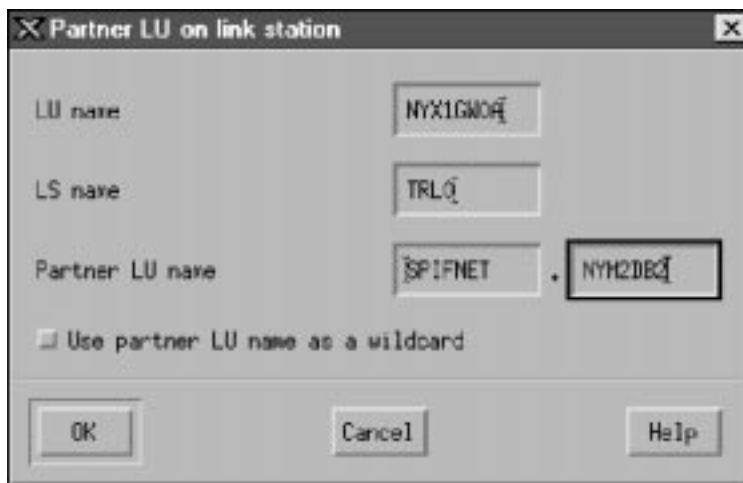 Partner LU on link station
LU name NYX1GW0A
LS name TRL0
Partner LU name SPIFNET . NYM2DB2
Use partner LU name as a wildcard
OK Cancel Help